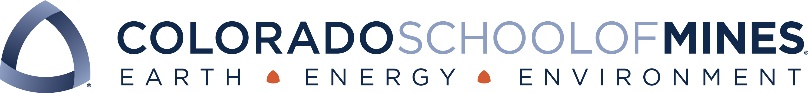 COLORADOSCHOOLOFMINES®
EARTH ENERGY ENVIRONMENT